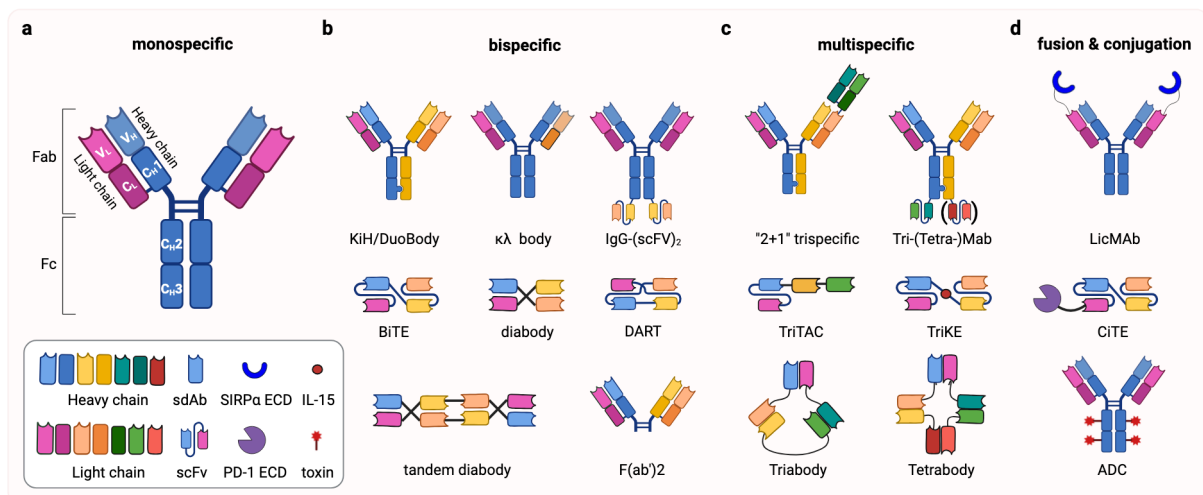 a
monospecific
b
bispecific
c
multispecific
d
fusion & conjugation
Fab
Fc
Heavy chain
Light chain
VH
VL
CH1
CL
CH2
CH3
KiH/DuoBody
κλ body
IgG-(scFV)₂
"2+1" trispecific
Tri-(Tetra-)Mab
LicMAb
BiTE
diabody
DART
TriTAC
TriKE
CiTE
tandem diabody
F(ab')2
Triabody
Tetrabody
ADC
Heavy chain
sdAb
SIRPα ECD
IL-15
Light chain
scFv
PD-1 ECD
toxin